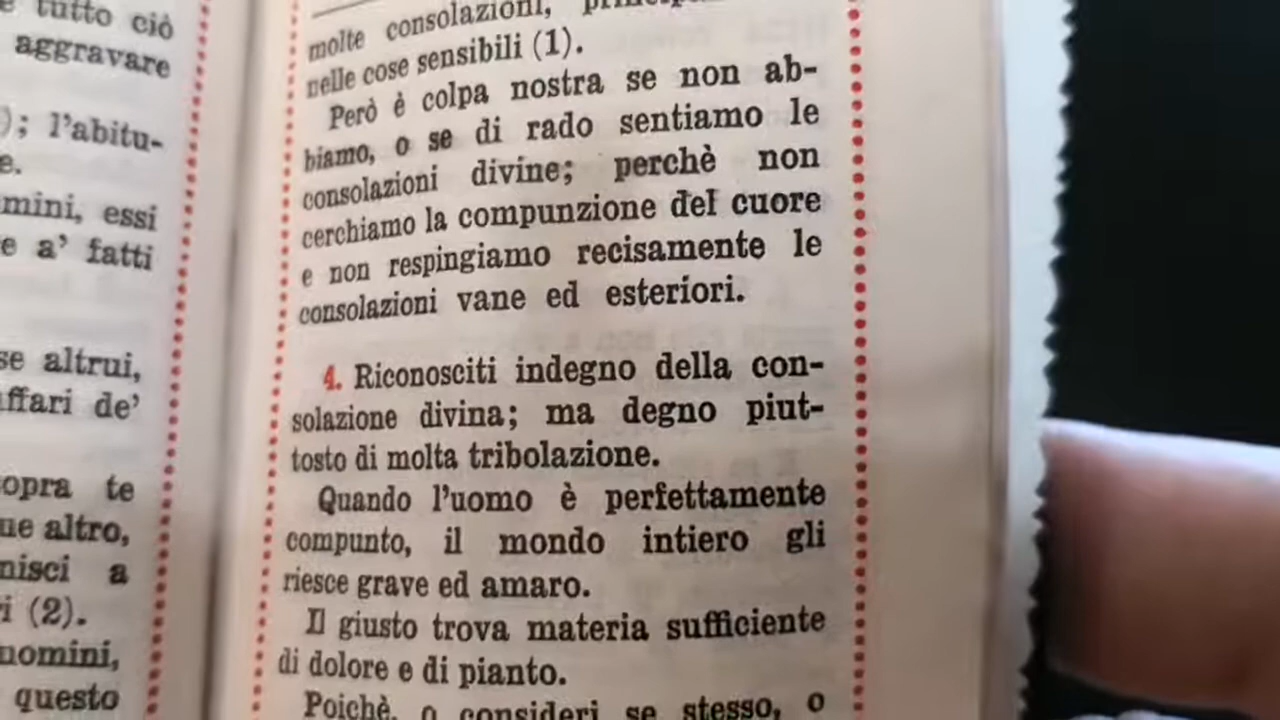 tutto ciò
aggravare
); l'abitu-
e.
mini, essi
e a' fatti
se altrui,
ffari de'
opra te
ue altro,
nisci a
i (2).
uomini,
questo
molte consolazioni,
nelle cose sensibili (1).
Però è colpa nostra se non ab-
biamo, o se di rado sentiamo le
consolazioni divine; perchè non
cerchiamo la compunzione del cuore
e non respingiamo recisamente le
consolazioni vane ed esteriori.
4. Riconosciti indegno della con-
solazione divina; ma degno piut-
tosto di molta tribolazione.
Quando l'uomo è perfettamente
compunto, il mondo intiero gli
riesce grave ed amaro.
Il giusto trova materia sufficiente
di dolore e di pianto.
Poichè, o consideri se stesso, o